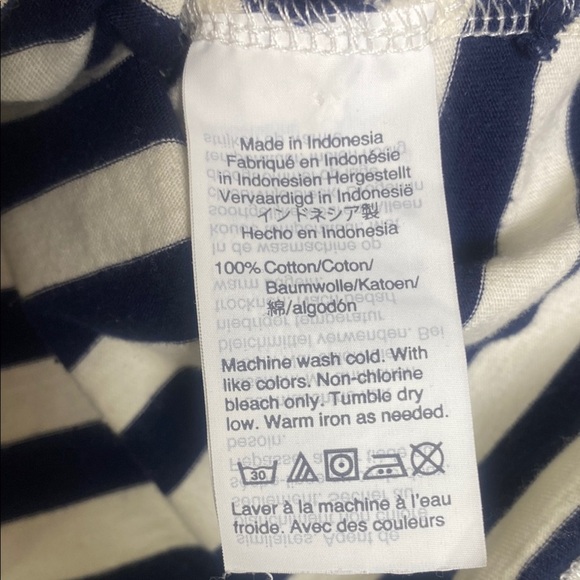 Made in Indonesia
Fabriqué en Indonésie
in Indonesien Hergestellt
Vervaardigd in Indonesië
インドネシア製
Hecho en Indonesia
100% Cotton/Coton/
Baumwolle/Katoen/
綿/algodón
Machine wash cold. With
like colors. Non-chlorine
bleach only. Tumble dry
low. Warm iron as needed.
30
Laver à la machine à l'eau
froide. Avec des couleurs